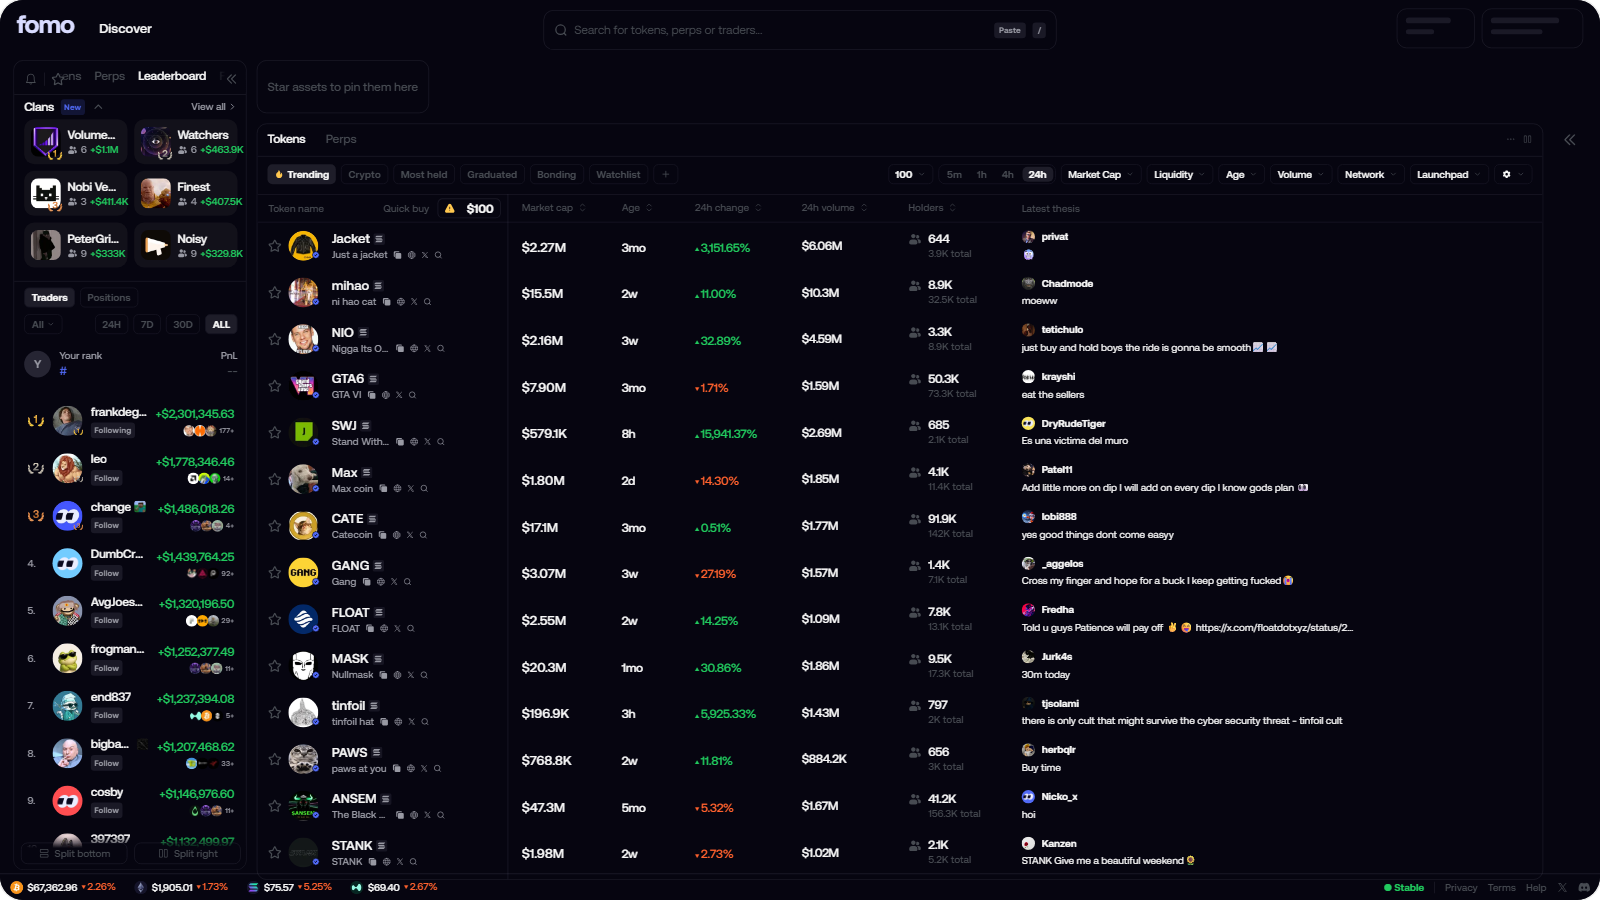 fomo
Discover
Search for tokens, perps or traders...
Paste
/
Perps
Leaderboard
Star assets to pin them here
Clans New
View all >
Volume...
6 +$1.1M
Watchers
6 +$463.9K
Nobi Ve...
3 +$411.4K
Finest
4 +$407.5K
PeterGri...
9 +$333K
Noisy
9 +$329.8K
Traders
Positions
All
24H
7D
30D
ALL
Y
Your rank
PnL
#
--
1
frankdeg...
+$2,301,345.63
Following
177+
2
leo
+$1,778,346.46
Follow
14+
3
change
+$1,486,018.26
Follow
4+
4.
DumbCr...
+$1,439,764.25
Follow
92+
5.
AvgJoes...
+$1,320,196.50
Follow
29+
6.
frogman...
+$1,252,377.49
Follow
11+
7.
end837
+$1,237,394.08
Follow
5+
8.
bigba...
+$1,207,468.62
Follow
33+
9.
cosby
+$1,146,976.60
Follow
11+
397397
+$1,132,499.97
Split bottom
Split right
Tokens
Perps
Trending
Crypto
Most held
Graduated
Bonding
Watchlist
+
100
5m
1h
4h
24h
Market Cap
Liquidity
Age
Volume
Network
Launchpad
Token name
Quick buy
$100
Market cap
Age
24h change
24h volume
Holders
Latest thesis
Jacket
Just a jacket
$2.27M
3mo
3,151.65%
$6.06M
644
3.9K total
privat
mihao
ni hao cat
$15.5M
2w
11.00%
$10.3M
8.9K
32.5K total
Chadmode
moeww
NIO
Nigga Its O...
$2.16M
3w
32.89%
$4.59M
3.3K
8.9K total
tetichulo
just buy and hold boys the ride is gonna be smooth📈 📈
GTA6
GTA VI
$7.90M
3mo
1.71%
$1.59M
50.3K
73.3K total
krayshi
eat the sellers
SWJ
Stand With...
$579.1K
8h
15,941.37%
$2.69M
685
2.1K total
DryRudeTiger
Es una victima del muro
Max
Max coin
$1.80M
2d
14.30%
$1.85M
4.1K
11.4K total
Patel11
Add little more on dip I will add on every dip I know gods plan
CATE
Catecoin
$17.1M
3mo
0.51%
$1.77M
91.9K
142K total
lobi888
yes good things dont come easyy
GANG
GANG
Gang
$3.07M
3w
27.19%
$1.57M
1.4K
7.1K total
_aggelos
Cross my finger and hope for a buck I keep getting fucked
FLOAT
FLOAT
$2.55M
2w
14.25%
$1.09M
7.8K
13.1K total
Fredha
Told u guys Patience will pay off ✌ 😝 https://x.com/floatdotxyz/status/2...
MASK
Nullmask
$20.3M
1mo
30.86%
$1.86M
9.5K
17.3K total
Jurk4s
30m today
tinfoil
tinfoil hat
$196.9K
3h
5,925.33%
$1.43M
797
2K total
tjsolami
there is only cult that might survive the cyber security threat - tinfoil cult
PAWS
paws at you
$768.8K
2w
11.81%
$884.2K
656
3K total
herbqlr
Buy time
ANSEM
The Black ...
$47.3M
5mo
5.32%
$1.67M
41.2K
156.3K total
Nicko_x
hoi
STANK
STANK
$1.98M
2w
2.73%
$1.02M
2.1K
5.2K total
Kanzen
STANK Give me a beautiful weekend🌻
$67,362.96 2.26%
$1,905.01 1.73%
$75.57 5.25%
$69.40 2.67%
Stable
Privacy
Terms
Help